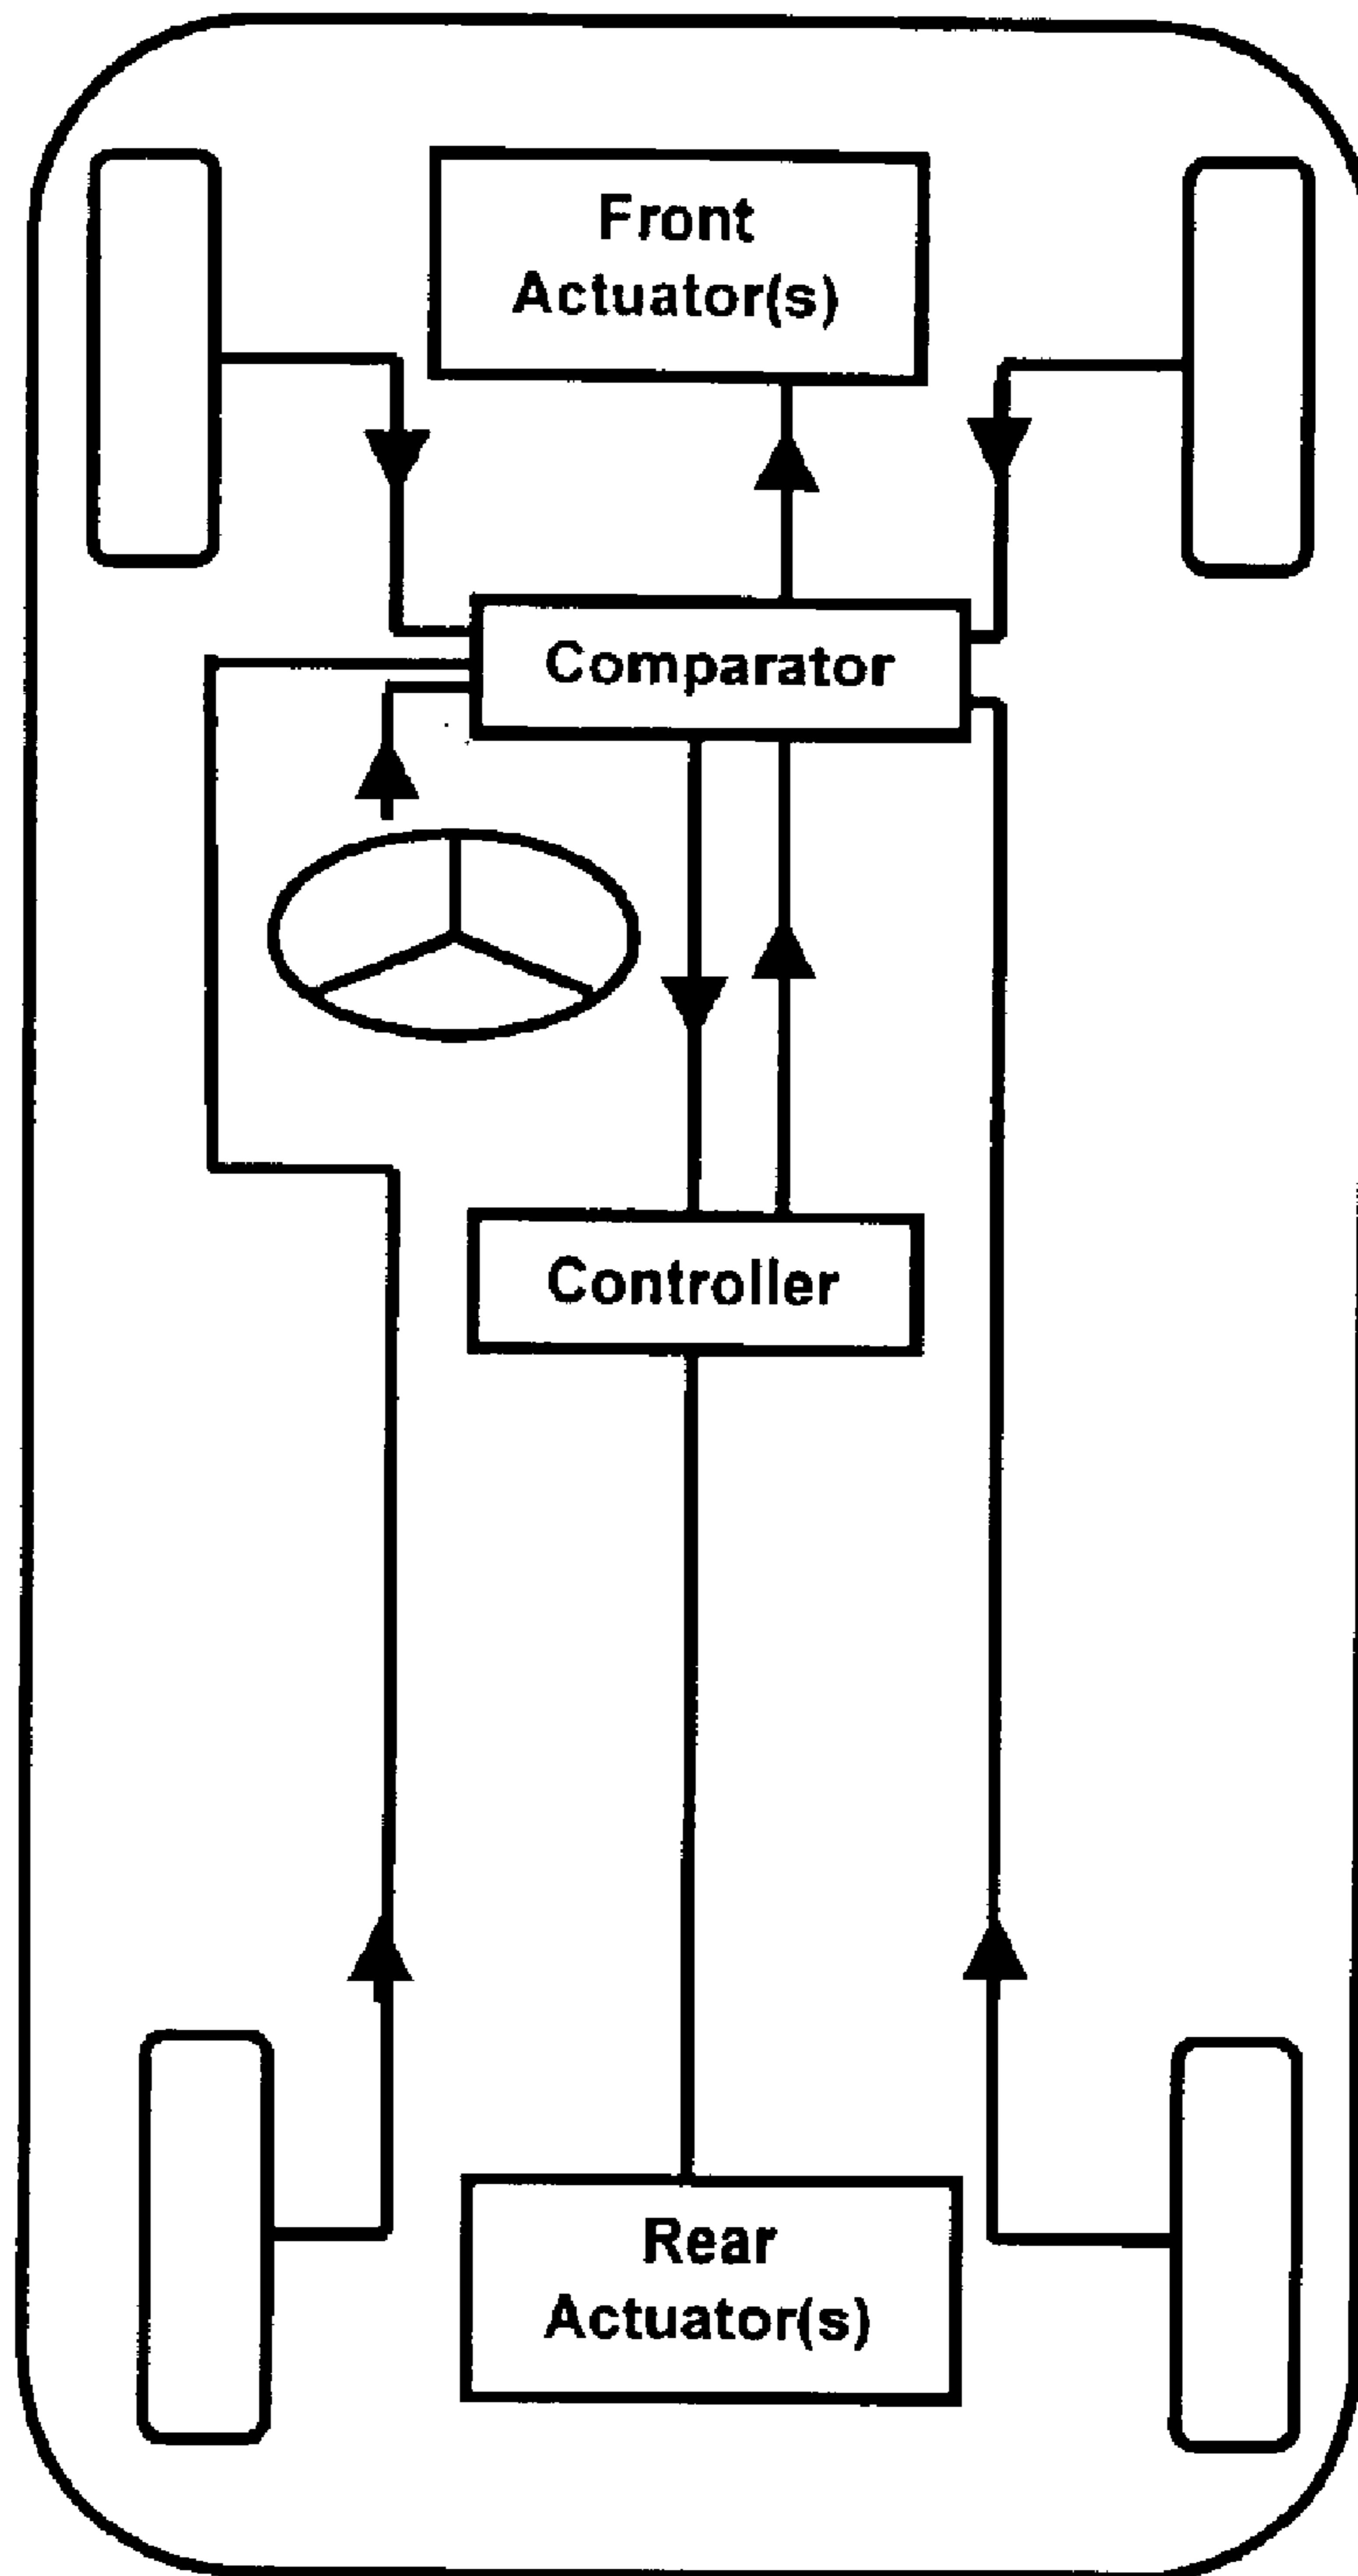 Front
Actuator(s)
Comparator
Controller
Rear
Actuator(s)